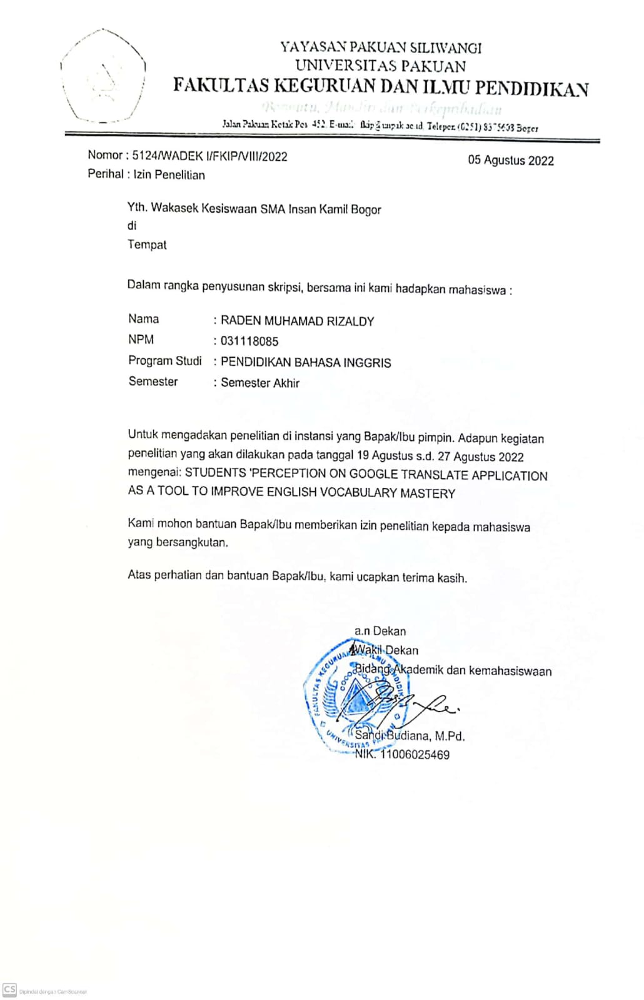 YAYASAN PAKUAN SILIWANGI
UNIVERSITAS PAKUAN
FAKULTAS KEGURUAN DAN ILMU PENDIDIKAN
Bermutu, Mandiri dan Berkepribadian
Jalan Pakuan Kotak Pos 452, E-mail: fkip@unpak.ac.id, Telepon (0251) 8375608 Bogor
Nomor : 5124/WADEK I/FKIP/VIII/2022
05 Agustus 2022
Perihal : Izin Penelitian
Yth. Wakasek Kesiswaan SMA Insan Kamil Bogor
di
Tempat
Dalam rangka penyusunan skripsi, bersama ini kami hadapkan mahasiswa :
Nama : RADEN MUHAMAD RIZALDY
NPM : 031118085
Program Studi : PENDIDIKAN BAHASA INGGRIS
Semester : Semester Akhir
Untuk mengadakan penelitian di instansi yang Bapak/Ibu pimpin. Adapun kegiatan
penelitian yang akan dilakukan pada tanggal 19 Agustus s.d. 27 Agustus 2022
mengenai: STUDENTS 'PERCEPTION ON GOOGLE TRANSLATE APPLICATION
AS A TOOL TO IMPROVE ENGLISH VOCABULARY MASTERY
Kami mohon bantuan Bapak/Ibu memberikan izin penelitian kepada mahasiswa
yang bersangkutan.
Atas perhatian dan bantuan Bapak/Ibu, kami ucapkan terima kasih.
a.n Dekan
Wakil Dekan
Bidang Akademik dan kemahasiswaan
FAKULTAS KEGURUAN DAN ILMU PENDIDIKAN
UNIVERSITAS PAKUAN
Sandi Budiana, M.Pd.
NIK. 11006025469
CS Dipindai dengan CamScanner